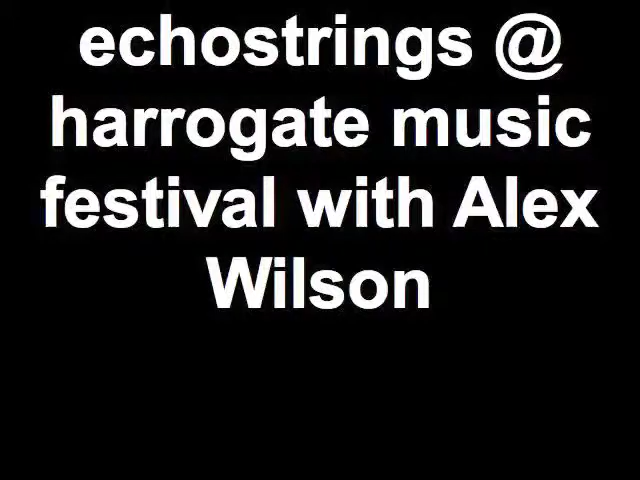 echostrings @
harrogate music
festival with Alex
Wilson